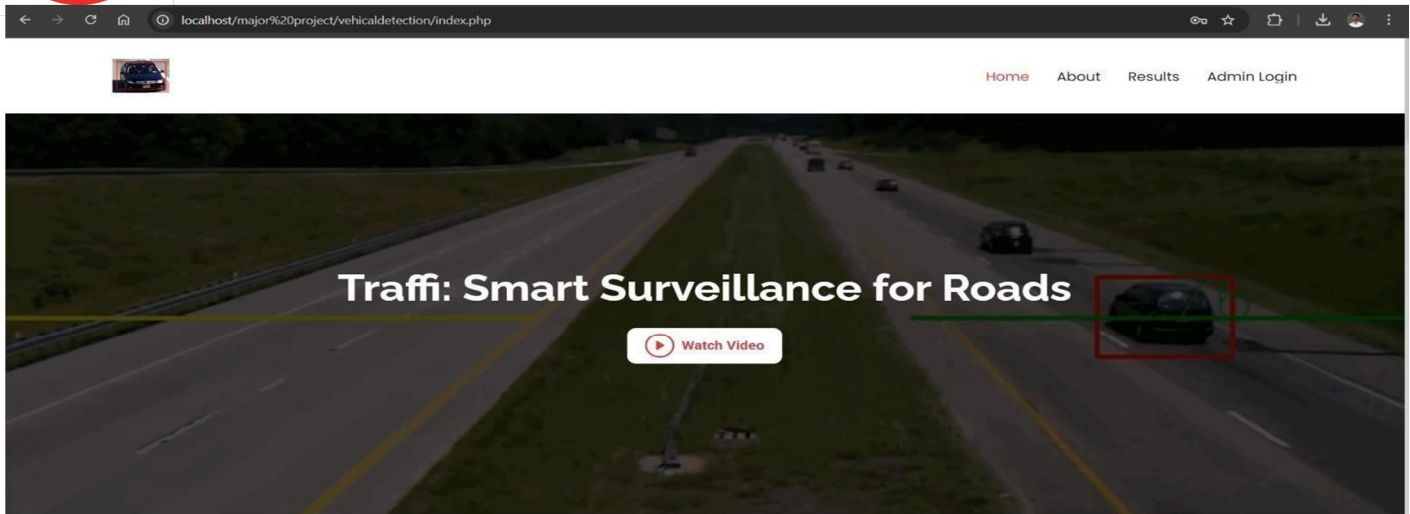 localhost/major%20project/vehicaldetection/index.php
Home About Results Admin Login
Traffi: Smart Surveillance for Roads
Watch Video